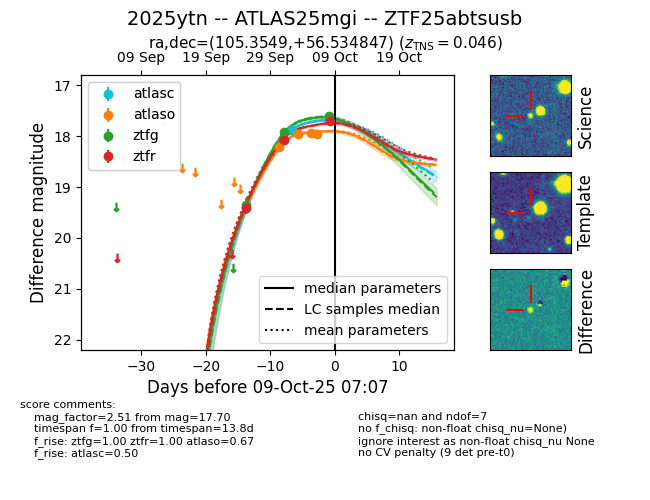 2025ytn -- ATLAS25mgi -- ZTF25abtsusb
ra,dec=(105.3549,+56.534847) (z_TNS = 0.046)
09 Sep 19 Sep 29 Sep 09 Oct 19 Oct
17
18
19
20
21
22
Difference magnitude
atlasc
atlaso
ztfg
ztfr
median parameters
LC samples median
mean parameters
−30 −20 −10 0 10
Days before 09-Oct-25 07:07
Science
Template
Difference
score comments:
mag_factor=2.51 from mag=17.70
timespan f=1.00 from timespan=13.8d
f_rise: ztfg=1.00 ztfr=1.00 atlaso=0.67
f_rise: atlasc=0.50
chisq=nan and ndof=7
no f_chisq: non-float chisq_nu=None)
ignore interest as non-float chisq_nu None
no CV penalty (9 det pre-t0)